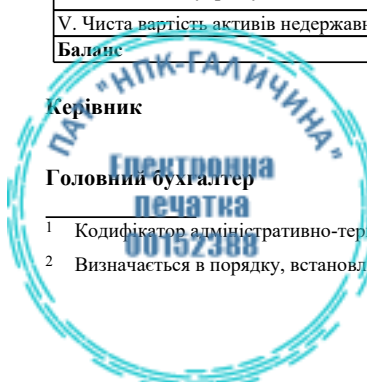 V. Чиста вартість активів недержавн
Баланс
ПАТ "НПК-ГАЛИЧИНА"
Керівник
Електронна
Головний бухгалтер
печатка
1 Кодифікатор адміністративно-тер
00152388
2 Визначається в порядку, встановл